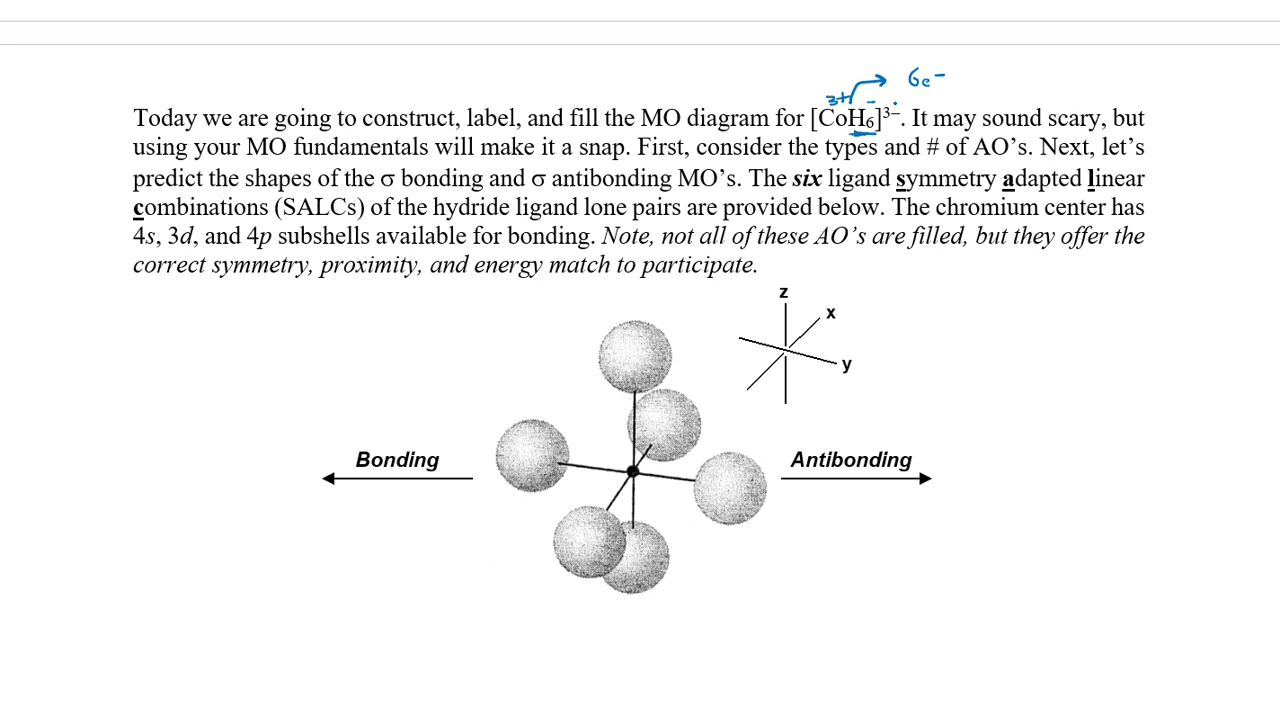 6e-
3+ -
Today we are going to construct, label, and fill the MO diagram for [CoH6]3–. It may sound scary, but
using your MO fundamentals will make it a snap. First, consider the types and # of AO’s. Next, let’s
predict the shapes of the σ bonding and σ antibonding MO’s. The six ligand symmetry adapted linear
combinations (SALCs) of the hydride ligand lone pairs are provided below. The chromium center has
4s, 3d, and 4p subshells available for bonding. Note, not all of these AO’s are filled, but they offer the
correct symmetry, proximity, and energy match to participate.
z
x
y
Bonding
Antibonding